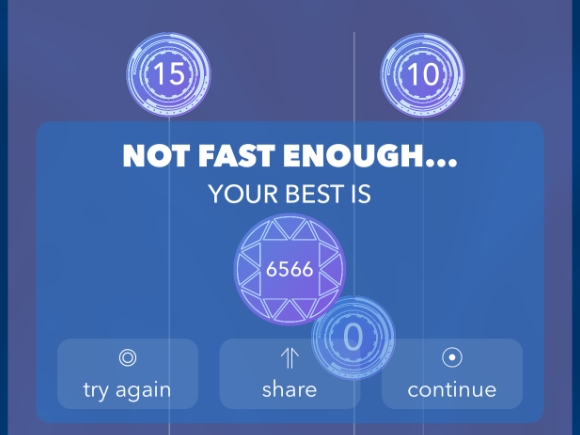 15
10
NOT FAST ENOUGH...
YOUR BEST IS
6566
0
try again
share
continue